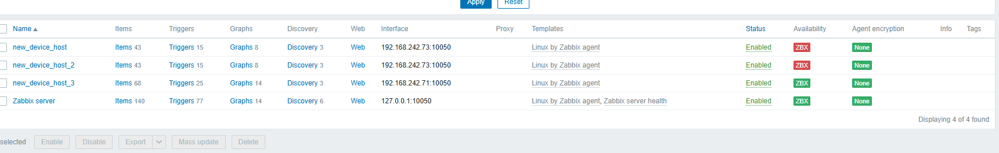 Apply Reset
Name Items Triggers Graphs Discovery Web Interface Proxy Templates Status Availability Agent encryption Info Tags
new_device_host Items 43 Triggers 15 Graphs 8 Discovery 3 Web 192.168.242.73:10050 Linux by Zabbix agent Enabled ZBX None
new_device_host_2 Items 43 Triggers 15 Graphs 8 Discovery 3 Web 192.168.242.73:10050 Linux by Zabbix agent Enabled ZBX None
new_device_host_3 Items 68 Triggers 25 Graphs 14 Discovery 3 Web 192.168.242.71:10050 Linux by Zabbix agent Enabled ZBX None
Zabbix server Items 140 Triggers 77 Graphs 14 Discovery 6 Web 127.0.0.1:10050 Linux by Zabbix agent, Zabbix server health Enabled ZBX None
Displaying 4 of 4 found
selected Enable Disable Export Mass update Delete